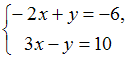 − 2x + y = −6,
3x − y = 10